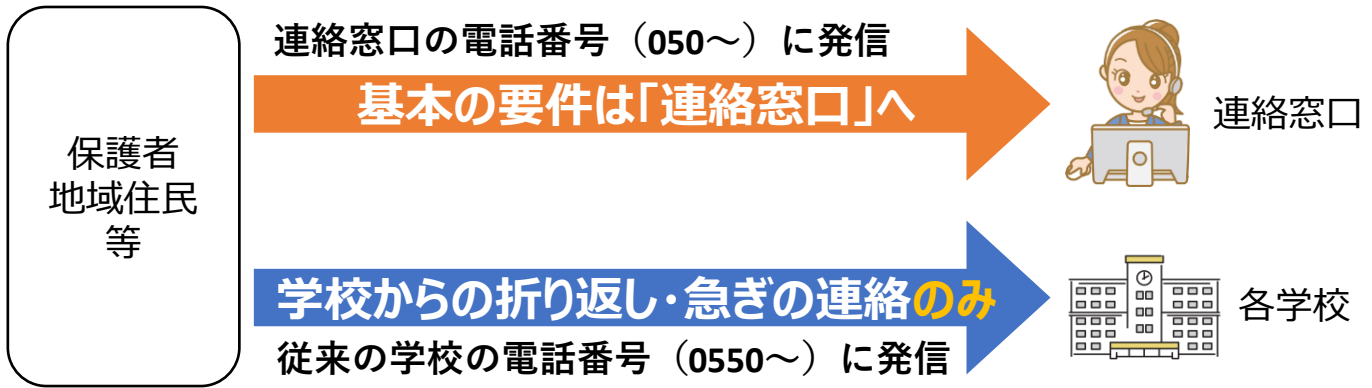 保護者
地域住民
等
連絡窓口の電話番号（050～）に発信
基本の要件は「連絡窓口」へ
連絡窓口
学校からの折り返し・急ぎの連絡のみ
従来の学校の電話番号（0550～）に発信
各学校